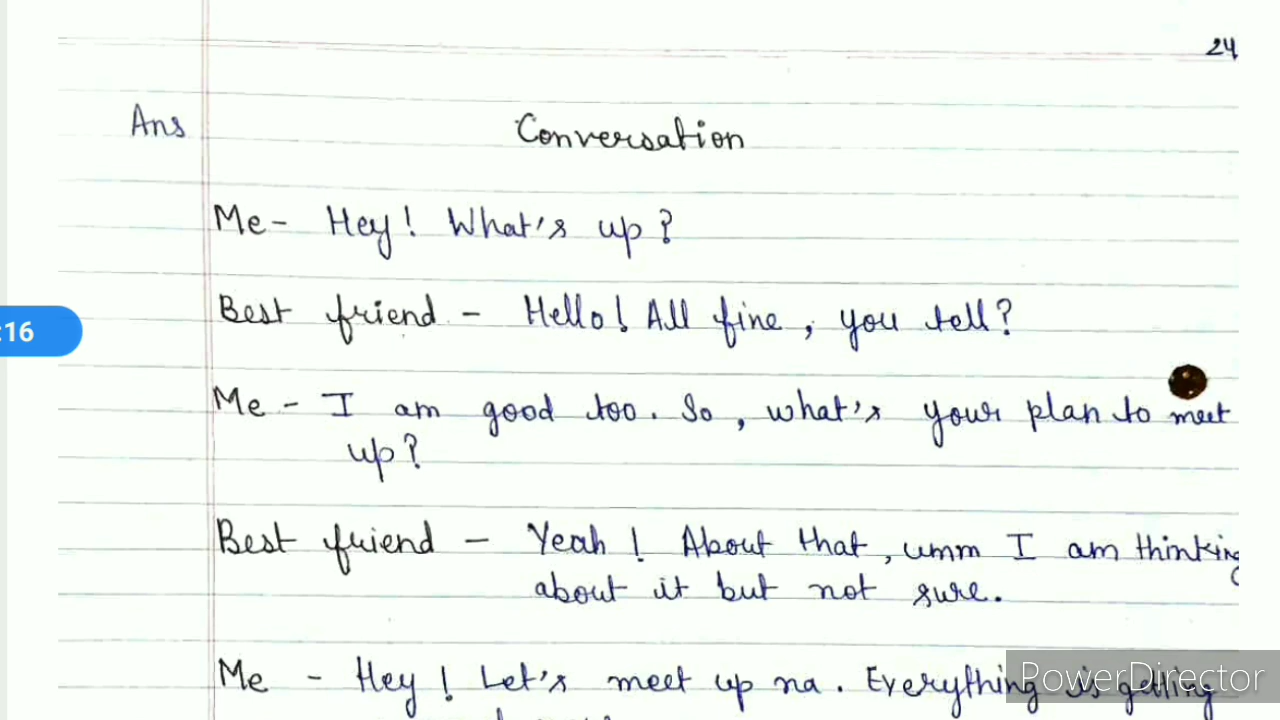 24
Ans Conversation
Me - Hey! What's up?
Best friend - Hello! All fine, you tell?
Me - I am good too. So, what's your plan to meet
up?
:16
Best friend - Yeah! About that, umm I am thinking
about it but not sure.
Me - Hey! Let's meet up na. Everything is getting
PowerDirector